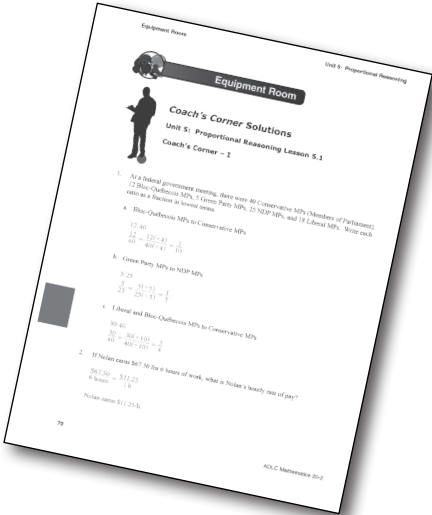 Equipment Room
Unit 5: Proportional Reasoning
Equipment Room
Coach's Corner Solutions
Unit 5: Proportional Reasoning Lesson 5.1
Coach's Corner – I
1. At a federal government meeting, there were 40 Conservative MPs (Members of Parliament),
12 Bloc-Québecois MPs, 5 Green Party MPs, 25 NDP MPs, and 18 Liberal MPs. Write each
ratio as a fraction in lowest terms.
a. Bloc-Québecois MPs to Conservative MPs
12:40
12/40 = 12(÷4)/40(÷4) = 3/10
b. Green Party MPs to NDP MPs
5:25
5/25 = 5(÷5)/25(÷5) = 1/5
c. Liberal and Bloc-Québecois MPs to Conservative MPs
30:40
30/40 = 30(÷10)/40(÷10) = 3/4
2. If Nolan earns $67.50 for 6 hours of work, what is Nolan's hourly rate of pay?
$67.50/6 hours = $11.25/1 h
Nolan earns $11.25/h
70
ADLC Mathematics 20-2